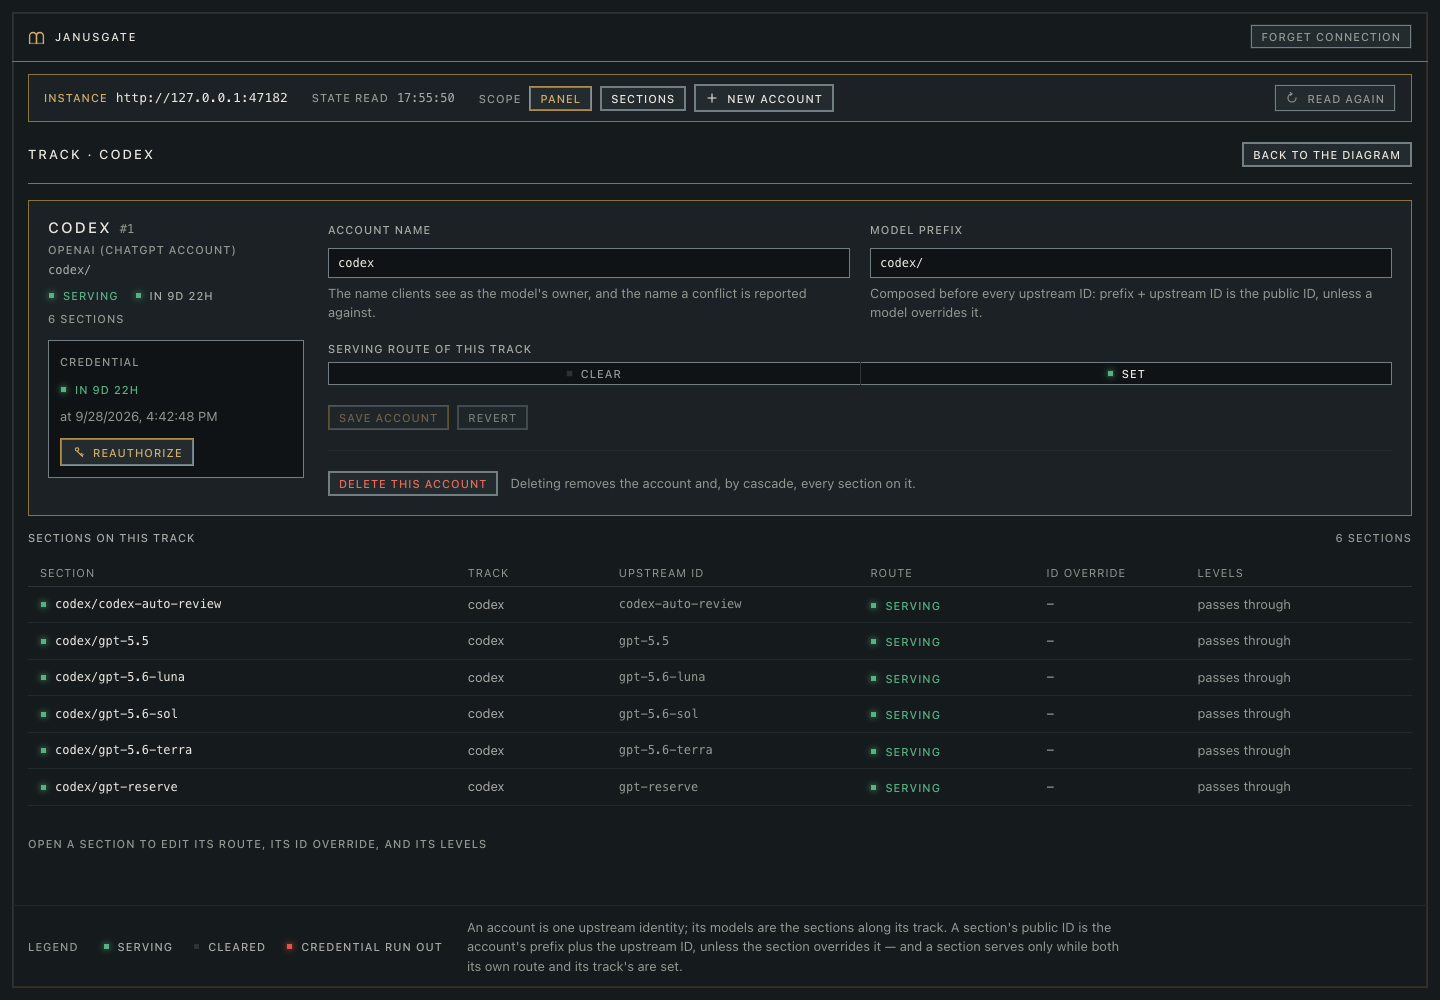 JANUSGATE
FORGET CONNECTION
INSTANCE http://127.0.0.1:47182 STATE READ 17:55:50 SCOPE PANEL SECTIONS + NEW ACCOUNT READ AGAIN
TRACK · CODEX
BACK TO THE DIAGRAM
CODEX #1
OPENAI (CHATGPT ACCOUNT)
codex/
SERVING IN 9D 22H
6 SECTIONS
CREDENTIAL
IN 9D 22H
at 9/28/2026, 4:42:48 PM
REAUTHORIZE
ACCOUNT NAME
codex
The name clients see as the model's owner, and the name a conflict is reported
against.
MODEL PREFIX
codex/
Composed before every upstream ID: prefix + upstream ID is the public ID, unless a
model overrides it.
SERVING ROUTE OF THIS TRACK
CLEAR SET
SAVE ACCOUNT REVERT
DELETE THIS ACCOUNT Deleting removes the account and, by cascade, every section on it.
SECTIONS ON THIS TRACK 6 SECTIONS
SECTION TRACK UPSTREAM ID ROUTE ID OVERRIDE LEVELS
codex/codex-auto-review codex codex-auto-review SERVING — passes through
codex/gpt-5.5 codex gpt-5.5 SERVING — passes through
codex/gpt-5.6-luna codex gpt-5.6-luna SERVING — passes through
codex/gpt-5.6-sol codex gpt-5.6-sol SERVING — passes through
codex/gpt-5.6-terra codex gpt-5.6-terra SERVING — passes through
codex/gpt-reserve codex gpt-reserve SERVING — passes through
OPEN A SECTION TO EDIT ITS ROUTE, ITS ID OVERRIDE, AND ITS LEVELS
LEGEND SERVING CLEARED CREDENTIAL RUN OUT
An account is one upstream identity; its models are the sections along its track. A section's public ID is the
account's prefix plus the upstream ID, unless the section overrides it — and a section serves only while both
its own route and its track's are set.